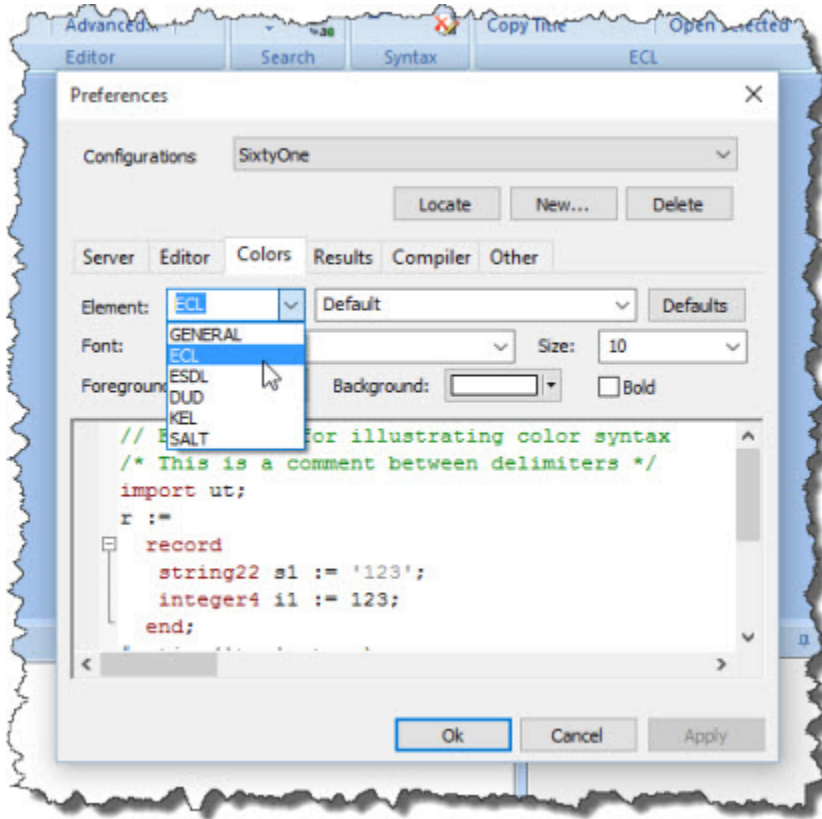 Advanced... Copy Title Open Selected
Editor Search Syntax ECL
Preferences
Configurations SixtyOne
Locate New... Delete
Server Editor Colors Results Compiler Other
Element: ECL Default Defaults
GENERAL
Font: Size: 10
ECL
ESDL
Foreground Background: Bold
DUD
KEL
SALT
// for illustrating color syntax
/* This is a comment between delimiters */
import ut;
r :=
record
string22 s1 := '123';
integer4 i1 := 123;
end;
Ok Cancel Apply